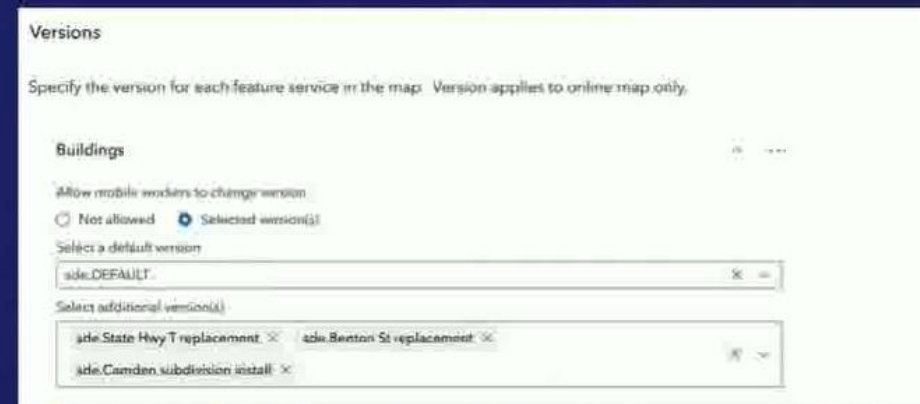 Versions
Specify the version for each feature service in the map. Version applies to online map only.
Buildings
Allow mobile workers to change version
Not allowed Selected version(s)
Select a default version
sde.DEFAULT
Select additional version(s)
sde.State Hwy T replacement sde.Benton St replacement
sde.Camden subdivision install